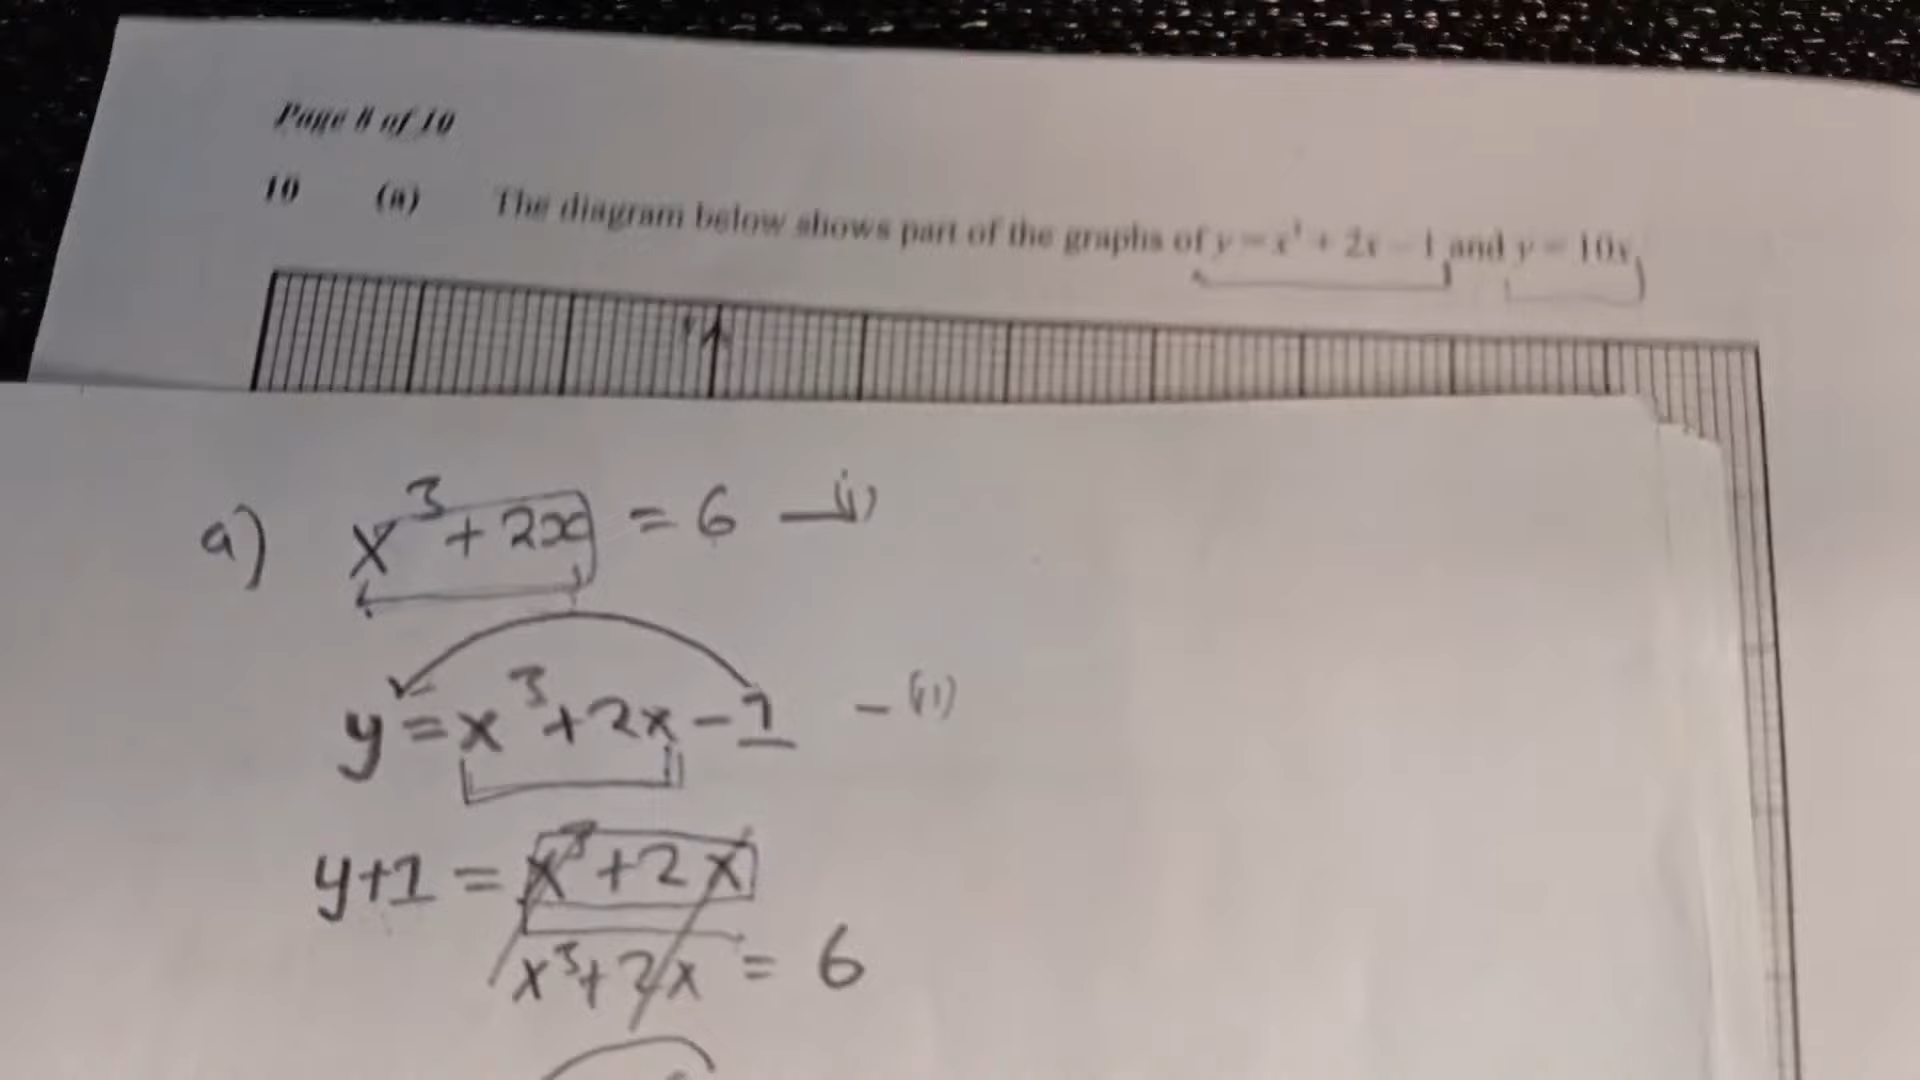 Page 8 of 10
10 (a) The diagram below shows part of the graphs of y = x³ + 2x - 1 and y = 10x
y
a) x³ + 2x = 6 — (i)
y = x³ + 2x - 1 - (ii)
y+1 = x³ + 2x
x³ + 2x = 6